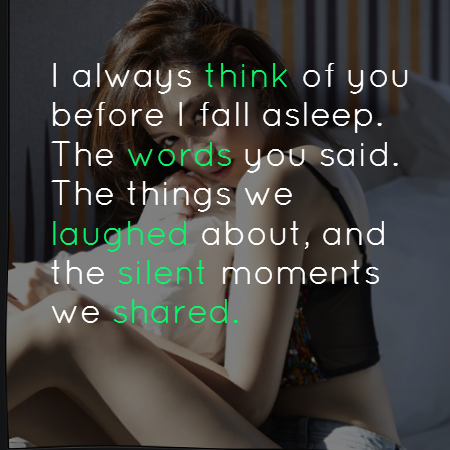 I always think of you
before I fall asleep.
The words you said.
The things we
laughed about, and
the silent moments
we shared.